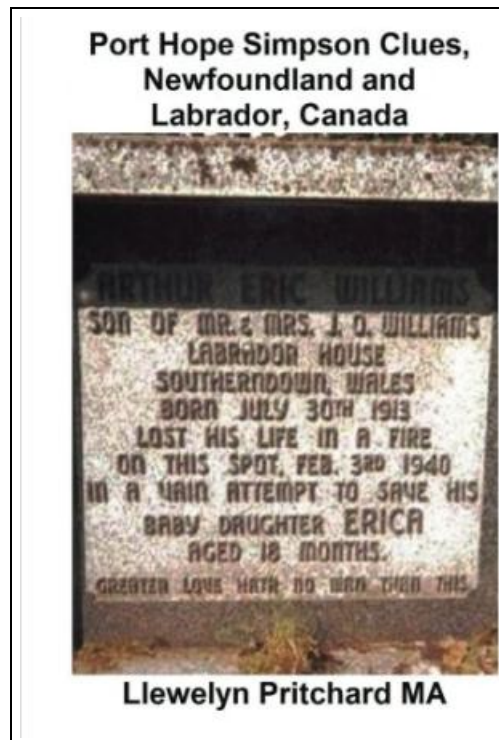 Port Hope Simpson Clues,
Newfoundland and
Labrador, Canada
ARTHUR ERIC WILLIAMS
SON OF MR. & MRS. J. O. WILLIAMS
LABRADOR HOUSE
SOUTHERNDOWN, WALES
BORN JULY 30TH 1913
LOST HIS LIFE IN A FIRE
ON THIS SPOT, FEB. 3RD 1940
IN A VAIN ATTEMPT TO SAVE HIS
BABY DAUGHTER ERICA
AGED 18 MONTHS.
GREATER LOVE HATH NO MAN THAN THIS
Llewelyn Pritchard MA